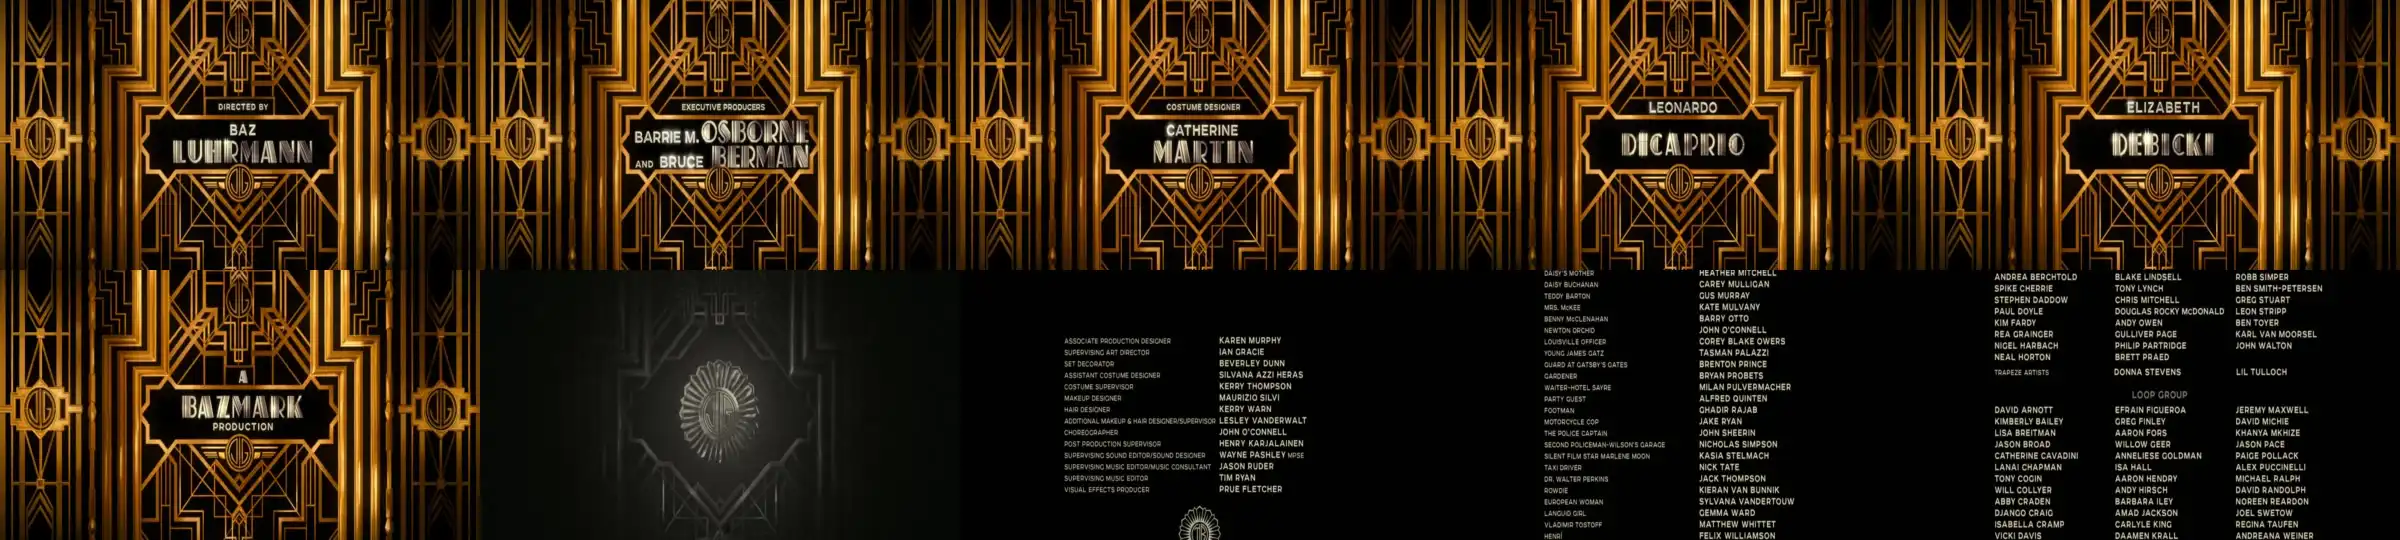 DIRECTED BY
BAZ
LUHRMANN
EXECUTIVE PRODUCERS
BARRIE M. OSBORNE
AND BRUCE BERMAN
COSTUME DESIGNER
CATHERINE
MARTIN
LEONARDO
DICAPRIO
ELIZABETH
DEBICKI
A
BAZMARK
PRODUCTION
ASSOCIATE PRODUCTION DESIGNER KAREN MURPHY
SUPERVISING ART DIRECTOR IAN GRACIE
SET DECORATOR BEVERLEY DUNN
ASSISTANT COSTUME DESIGNER SILVANA AZZI HERAS
COSTUME SUPERVISOR KERRY THOMPSON
MAKEUP DESIGNER MAURIZIO SILVI
HAIR DESIGNER KERRY WARN
ADDITIONAL MAKEUP & HAIR DESIGNER/SUPERVISOR LESLEY VANDERWALT
CHOREOGRAPHER JOHN O'CONNELL
POST PRODUCTION SUPERVISOR HENRY KARJALAINEN
SUPERVISING SOUND EDITOR/SOUND DESIGNER WAYNE PASHLEY MPSE
SUPERVISING MUSIC EDITOR/MUSIC CONSULTANT JASON RUDER
SUPERVISING MUSIC EDITOR TIM RYAN
VISUAL EFFECTS PRODUCER PRUE FLETCHER
DAISY'S MOTHER HEATHER MITCHELL
DAISY BUCHANAN CAREY MULLIGAN
TEDDY BARTON GUS MURRAY
MRS. McKEE KATE MULVANY
BENNY McCLENAHAN BARRY OTTO
NEWTON ORCHID JOHN O'CONNELL
LOUISVILLE OFFICER COREY BLAKE OWERS
YOUNG JAMES GATZ TASMAN PALAZZI
GUARD AT GATSBY'S GATES BRENTON PRINCE
GARDENER BRYAN PROBETS
WAITER-HOTEL SAYRE MILAN PULVERMACHER
PARTY GUEST ALFRED QUINTEN
FOOTMAN GHADIR RAJAB
MOTORCYCLE COP JAKE RYAN
THE POLICE CAPTAIN JOHN SHEERIN
SECOND POLICEMAN-WILSON'S GARAGE NICHOLAS SIMPSON
SILENT FILM STAR MARLENE MOON KASIA STELMACH
TAXI DRIVER NICK TATE
DR. WALTER PERKINS JACK THOMPSON
ROWDIE KIERAN VAN BUNNIK
EUROPEAN WOMAN SYLVANA VANDERTOUW
LANGUID GIRL GEMMA WARD
VLADIMIR TOSTOFF MATTHEW WHITTET
HENRI FELIX WILLIAMSON
ANDREA BERCHTOLD BLAKE LINDSELL ROBB SIMPER
SPIKE CHERRIE TONY LYNCH BEN SMITH-PETERSEN
STEPHEN DADDOW CHRIS MITCHELL GREG STUART
PAUL DOYLE DOUGLAS ROCKY McDONALD LEON STRIPP
KIM FARDY ANDY OWEN BEN TOYER
REA GRAINGER GULLIVER PAGE KARL VAN MOORSEL
NIGEL HARBACH PHILIP PARTRIDGE JOHN WALTON
NEAL HORTON BRETT PRAED
TRAPEZE ARTISTS DONNA STEVENS LIL TULLOCH
LOOP GROUP
DAVID ARNOTT EFRAIN FIGUEROA JEREMY MAXWELL
KIMBERLY BAILEY GREG FINLEY DAVID MICHIE
LISA BREITMAN AARON FORS KHANYA MKHIZE
JASON BROAD WILLOW GEER JASON PACE
CATHERINE CAVADINI ANNELIESE GOLDMAN PAIGE POLLACK
LANAI CHAPMAN ISA HALL ALEX PUCCINELLI
TONY COGIN AARON HENDRY MICHAEL RALPH
WILL COLLYER ANDY HIRSCH DAVID RANDOLPH
ABBY CRADEN BARBARA ILEY NOREEN REARDON
DJANGO CRAIG AMAD JACKSON JOEL SWETOW
ISABELLA CRAMP CARLYLE KING REGINA TAUFEN
VICKI DAVIS DAAMEN KRALL ANDREANA WEINER